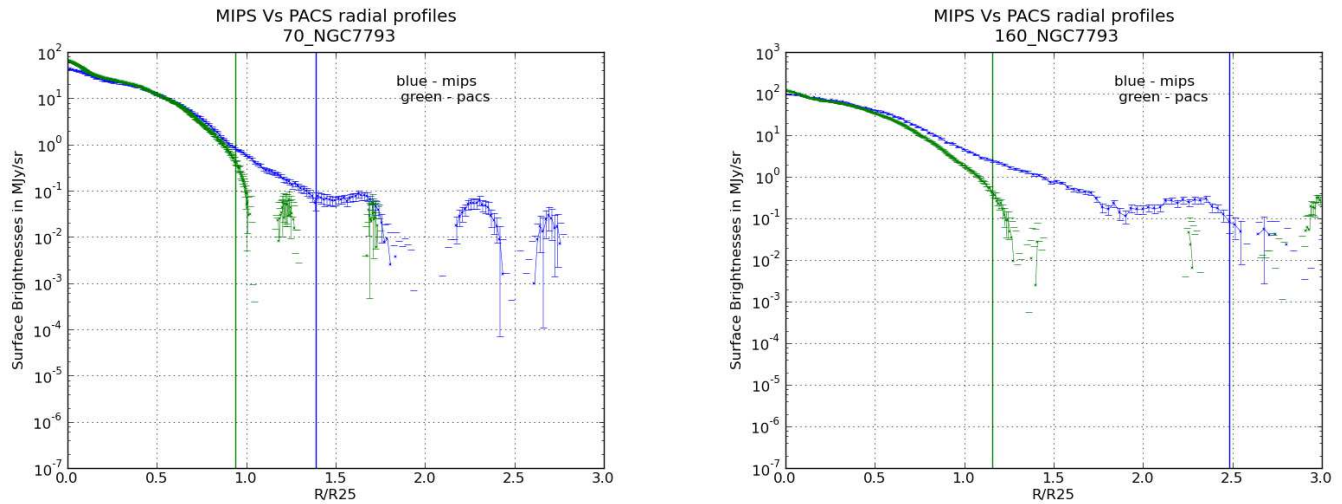 MIPS Vs PACS radial profiles
70_NGC7793
blue - mips
green - pacs
Surface Brightnesses in MJy/sr
10^2
10^1
10^0
10^-1
10^-2
10^-3
10^-4
10^-5
10^-6
10^-7
0.0 0.5 1.0 1.5 2.0 2.5 3.0
R/R25
MIPS Vs PACS radial profiles
160_NGC7793
blue - mips
green - pacs
Surface Brightnesses in MJy/sr
10^3
10^2
10^1
10^0
10^-1
10^-2
10^-3
10^-4
10^-5
10^-6
10^-7
0.0 0.5 1.0 1.5 2.0 2.5 3.0
R/R25